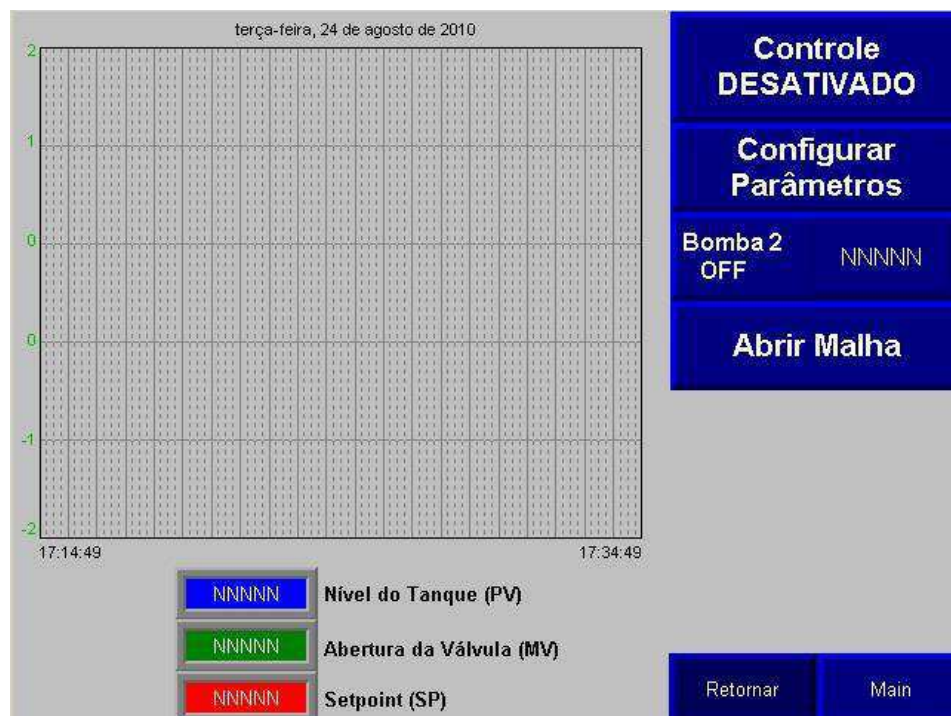 terça-feira, 24 de agosto de 2010
2
1
0
0
-1
-2
17:14:49
17:34:49
NNNNN
Nível do Tanque (PV)
NNNNN
Abertura da Válvula (MV)
NNNNN
Setpoint (SP)
Controle
DESATIVADO
Configurar
Parâmetros
Bomba 2
OFF
NNNNN
Abrir Malha
Retornar
Main